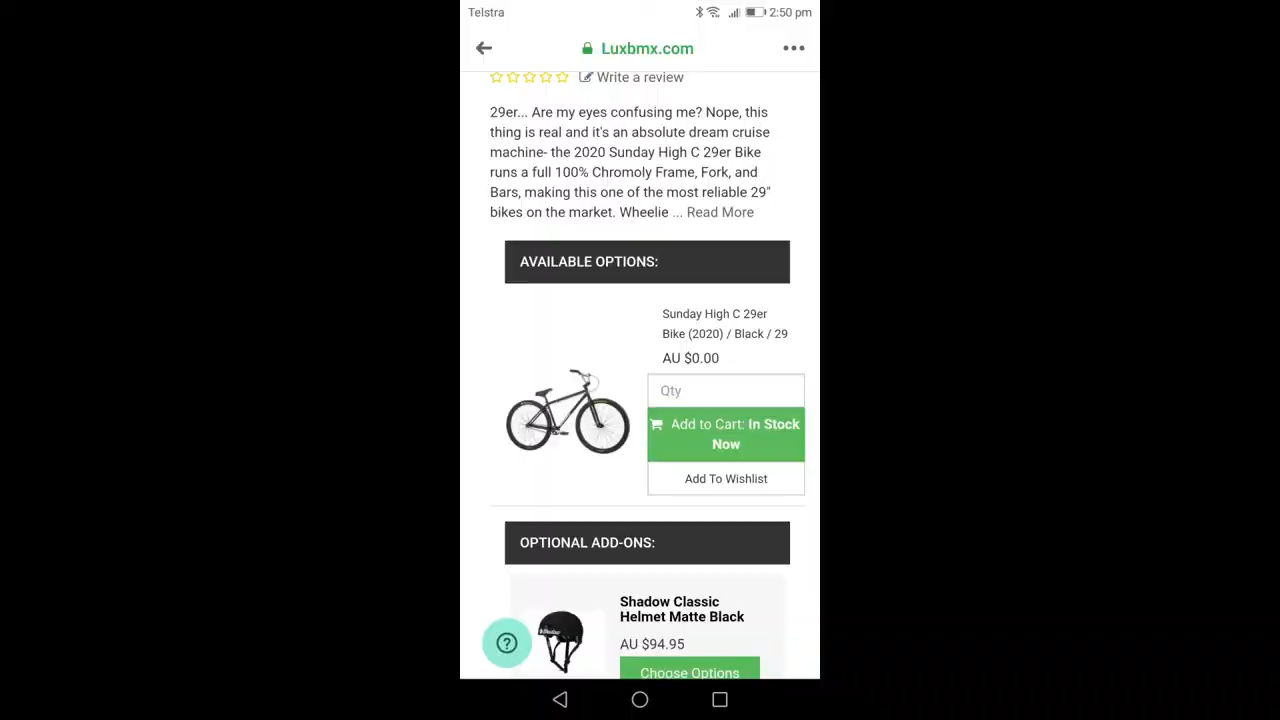 Telstra
2:50 pm
Luxbmx.com
Write a review
29er... Are my eyes confusing me? Nope, this
thing is real and it's an absolute dream cruise
machine- the 2020 Sunday High C 29er Bike
runs a full 100% Chromoly Frame, Fork, and
Bars, making this one of the most reliable 29"
bikes on the market. Wheelie ... Read More
AVAILABLE OPTIONS:
Sunday High C 29er
Bike (2020) / Black / 29
AU $0.00
Qty
Add to Cart: In Stock
Now
Add To Wishlist
OPTIONAL ADD-ONS:
Shadow Classic
Helmet Matte Black
AU $94.95
Choose Options
Shadow